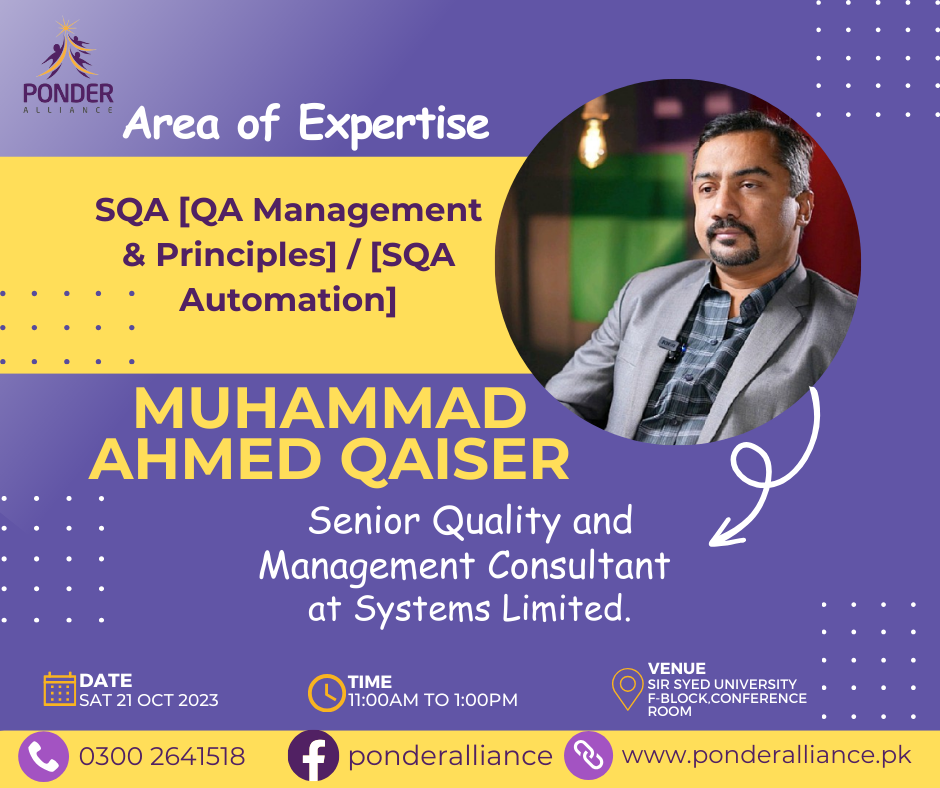 PONDER
ALLIANCE
Area of Expertise
SQA [QA Management
& Principles] / [SQA
Automation]
MUHAMMAD
AHMED QAISER
Senior Quality and
Management Consultant
at Systems Limited.
DATE
SAT 21 OCT 2023
TIME
11:00AM TO 1:00PM
VENUE
SIR SYED UNIVERSITY
F-BLOCK,CONFERENCE
ROOM
0300 2641518
ponderalliance
www.ponderalliance.pk